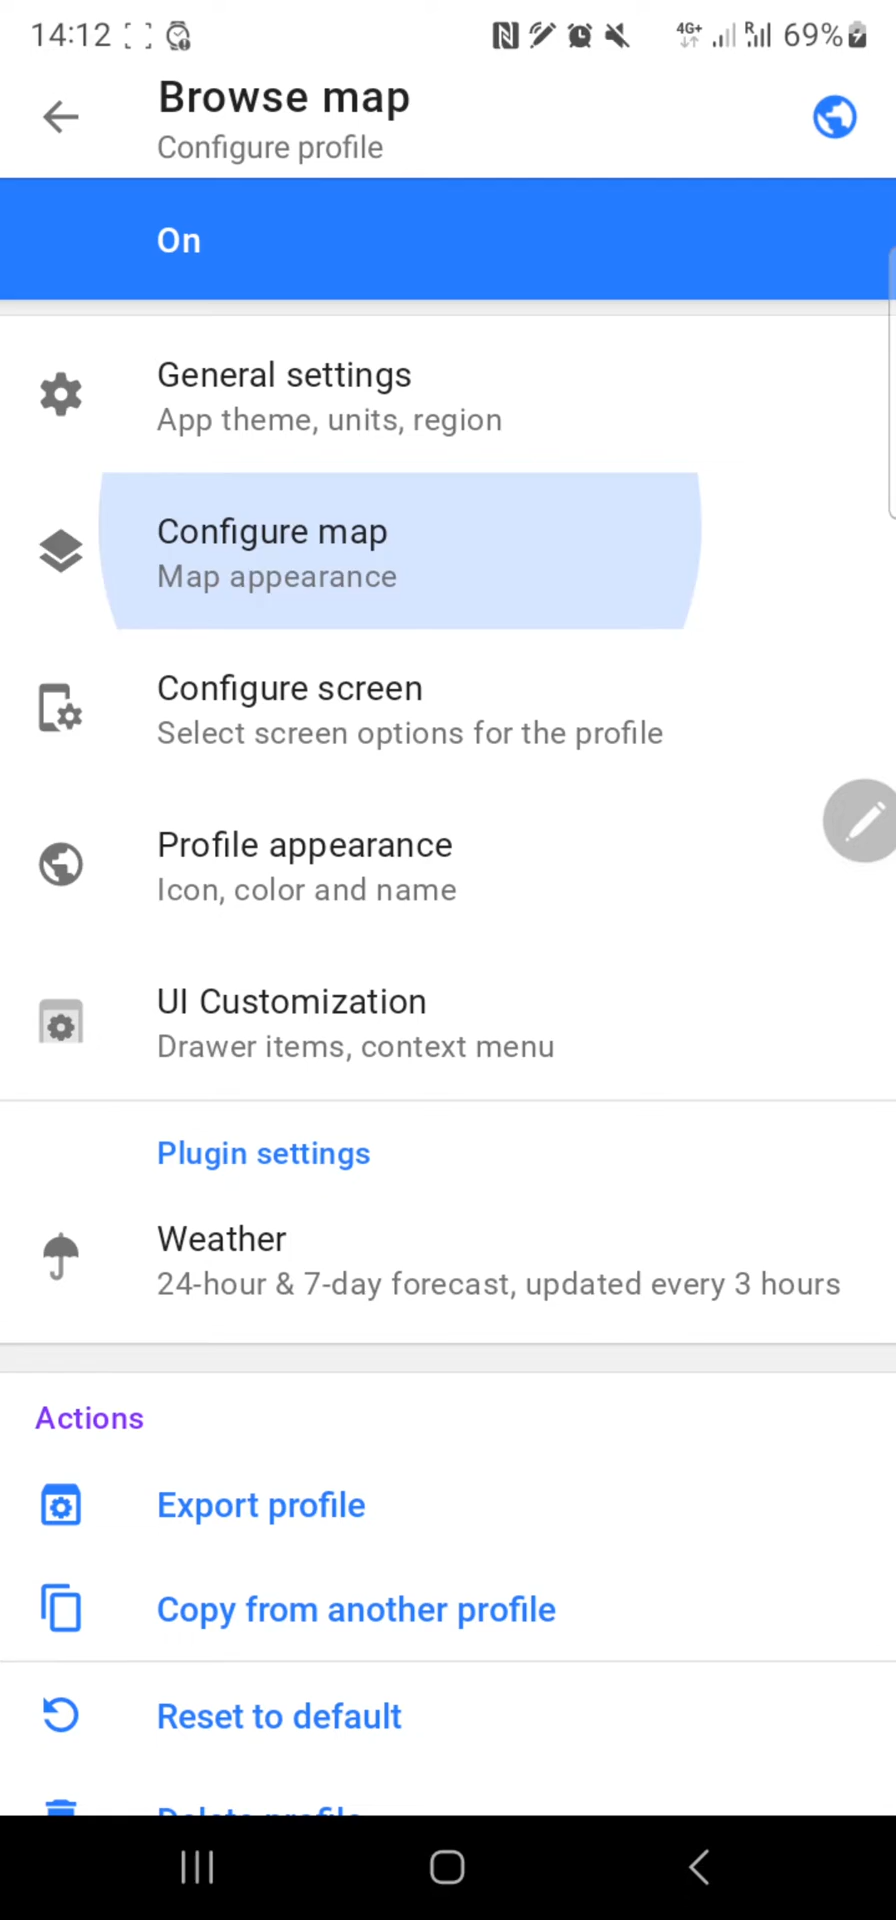 14:12
4G+ R 69%
Browse map
Configure profile
On
General settings
App theme, units, region
Configure map
Map appearance
Configure screen
Select screen options for the profile
Profile appearance
Icon, color and name
UI Customization
Drawer items, context menu
Plugin settings
Weather
24-hour & 7-day forecast, updated every 3 hours
Actions
Export profile
Copy from another profile
Reset to default
Delete profile